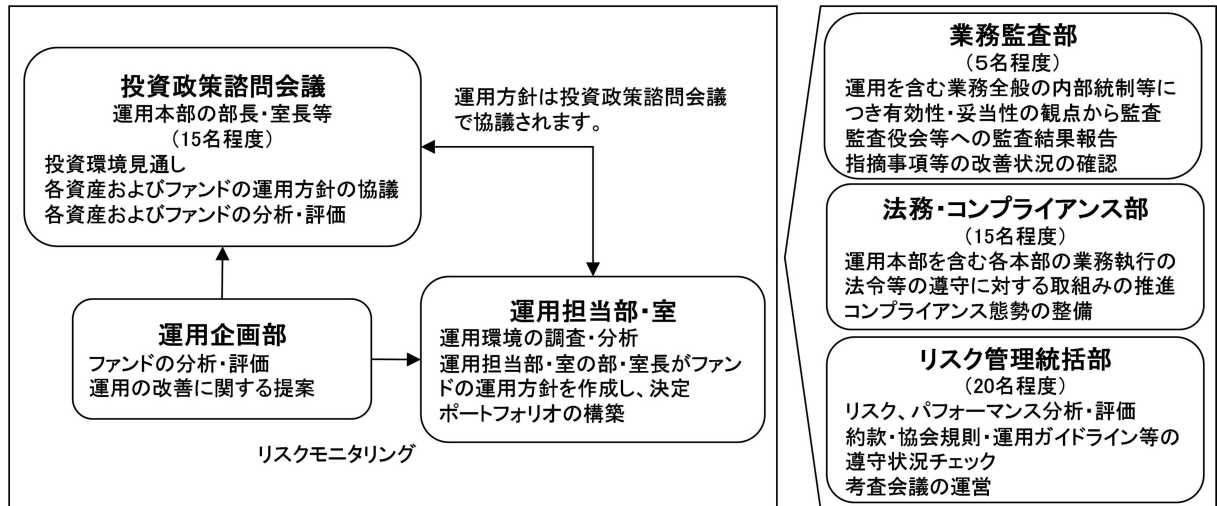 投資政策諮問会議
運用本部の部長・室長等
(15名程度)
投資環境見通し
各資産およびファンドの運用方針の協議
各資産およびファンドの分析・評価
運用方針は投資政策諮問会議
で協議されます。
運用企画部
ファンドの分析・評価
運用の改善に関する提案
運用担当部・室
運用環境の調査・分析
運用担当部・室の部・室長がファン
ドの運用方針を作成し、決定
ポートフォリオの構築
リスクモニタリング
業務監査部
(5名程度)
運用を含む業務全般の内部統制等に
つき有効性・妥当性の観点から監査
監査役会等への監査結果報告
指摘事項等の改善状況の確認
法務・コンプライアンス部
(15名程度)
運用本部を含む各本部の業務執行の
法令等の遵守に対する取組みの推進
コンプライアンス態勢の整備
リスク管理統括部
(20名程度)
リスク、パフォーマンス分析・評価
約款・協会規則・運用ガイドライン等の
遵守状況チェック
考査会議の運営